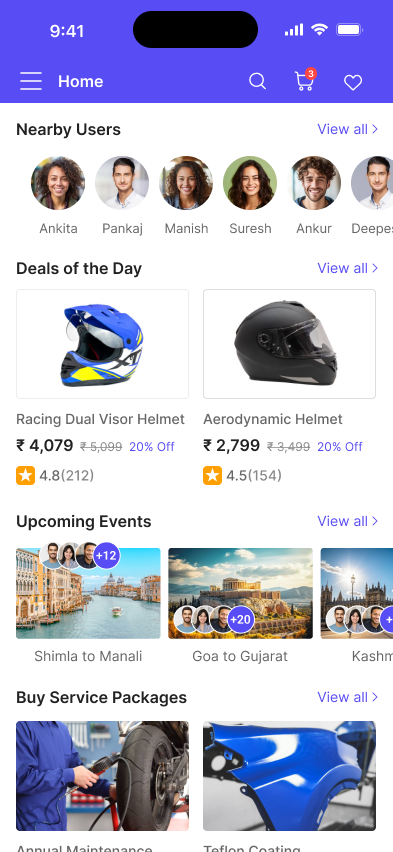 9:41
Home
3
Nearby Users
View all
Ankita
Pankaj
Manish
Suresh
Ankur
Deepes
Deals of the Day
View all
Racing Dual Visor Helmet
₹ 4,079 ₹ 5,099 20% Off
4.8(212)
Aerodynamic Helmet
₹ 2,799 ₹ 3,499 20% Off
4.5(154)
Upcoming Events
View all
+12
Shimla to Manali
+20
Goa to Gujarat
+
Kashm
Buy Service Packages
View all
Annual Maintenance
Teflon Coating